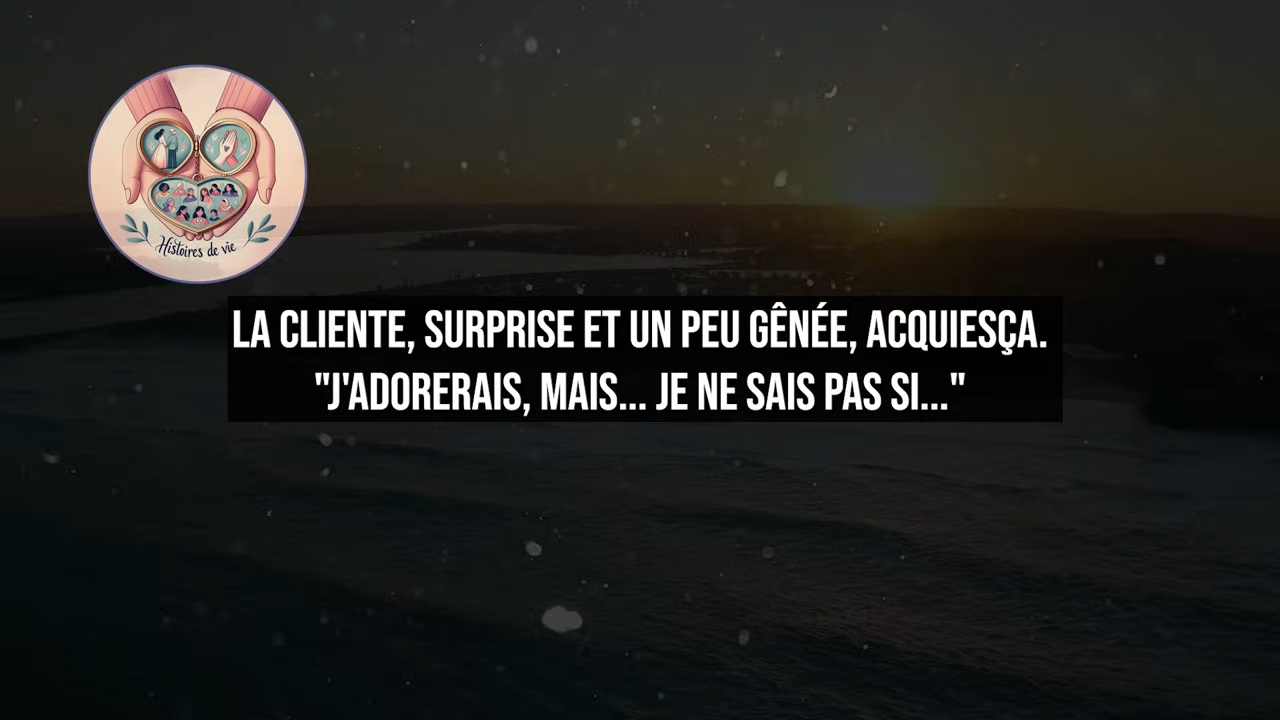 Histoires de vie
LA CLIENTE, SURPRISE ET UN PEU GÊNÉE, ACQUIESÇA.
"J'ADORERAIS, MAIS... JE NE SAIS PAS SI..."